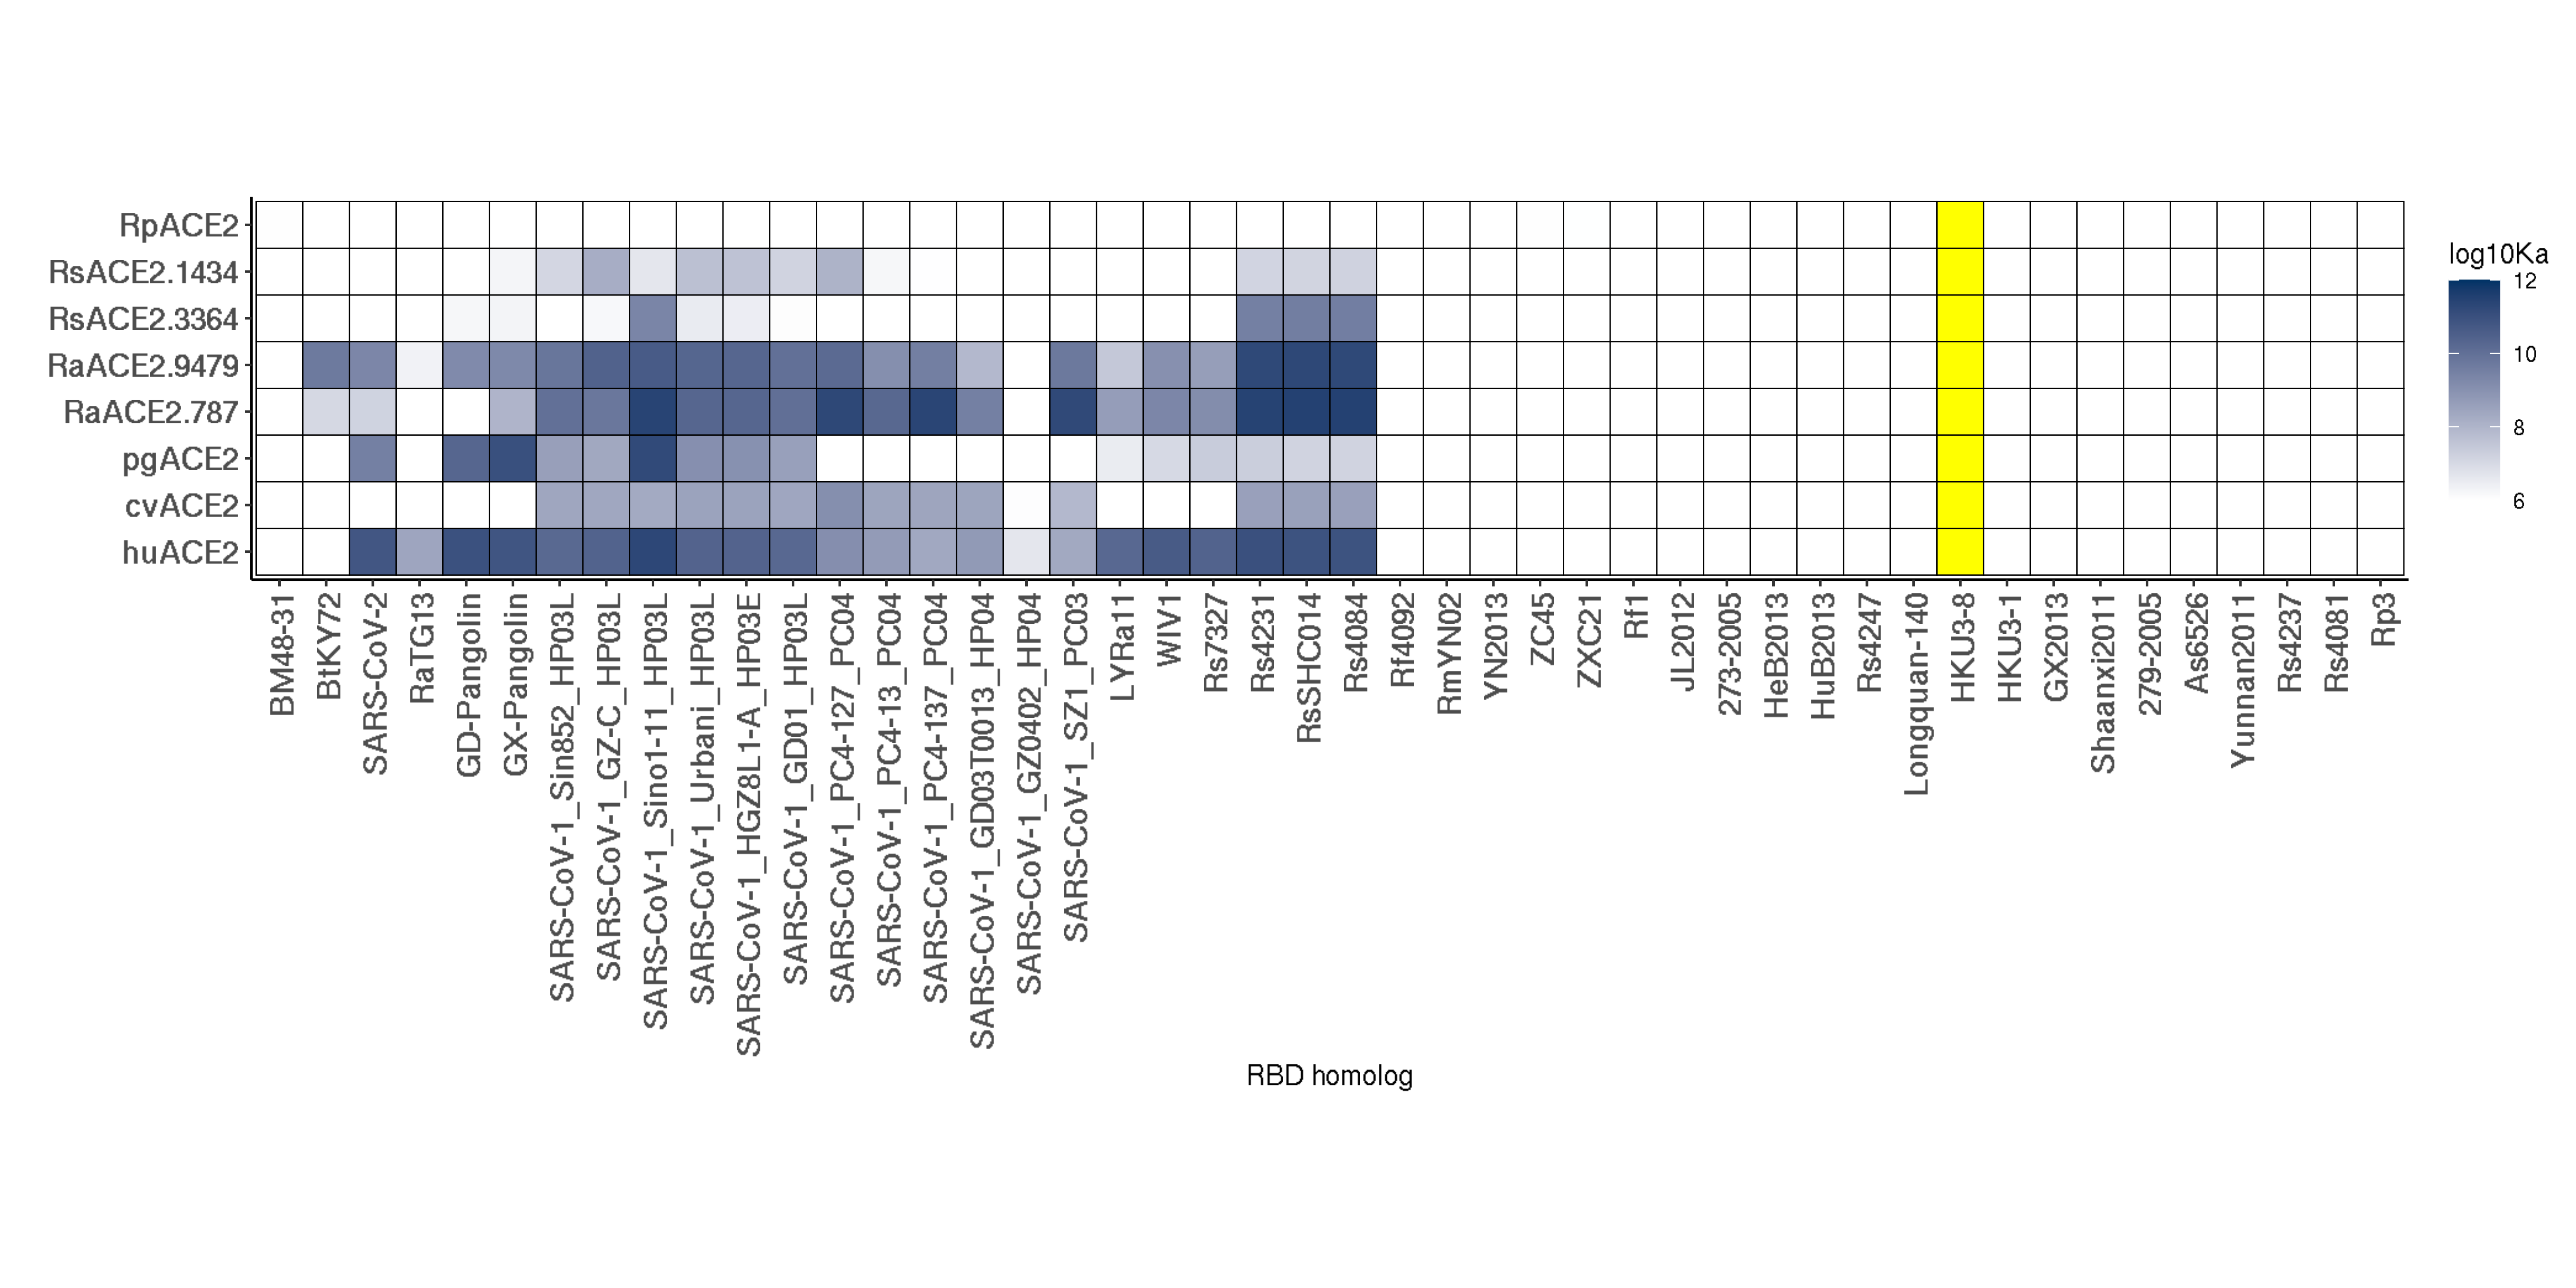 RpACE2
RsACE2.1434
RsACE2.3364
RaACE2.9479
RaACE2.787
pgACE2
cvACE2
huACE2
BM48-31
BtKY72
SARS-CoV-2
RaTG13
GD-Pangolin
GX-Pangolin
SARS-CoV-1_Sin852_HP03L
SARS-CoV-1_GZ-C_HP03L
SARS-CoV-1_Sino1-11_HP03L
SARS-CoV-1_Urbani_HP03L
SARS-CoV-1_HGZ8L1-A_HP03E
SARS-CoV-1_GD01_HP03L
SARS-CoV-1_PC4-127_PC04
SARS-CoV-1_PC4-13_PC04
SARS-CoV-1_PC4-137_PC04
SARS-CoV-1_GD03T0013_HP04
SARS-CoV-1_GZ0402_HP04
SARS-CoV-1_SZ1_PC03
LYRa11
WIV1
Rs7327
Rs4231
RsSHC014
Rs4084
Rf4092
RmYN02
YN2013
ZC45
ZXC21
Rf1
JL2012
273-2005
HeB2013
HuB2013
Rs4247
Longquan-140
HKU3-8
HKU3-1
GX2013
Shaanxi2011
279-2005
As6526
Yunnan2011
Rs4237
Rs4081
Rp3
RBD homolog
log10Ka
12
10
8
6